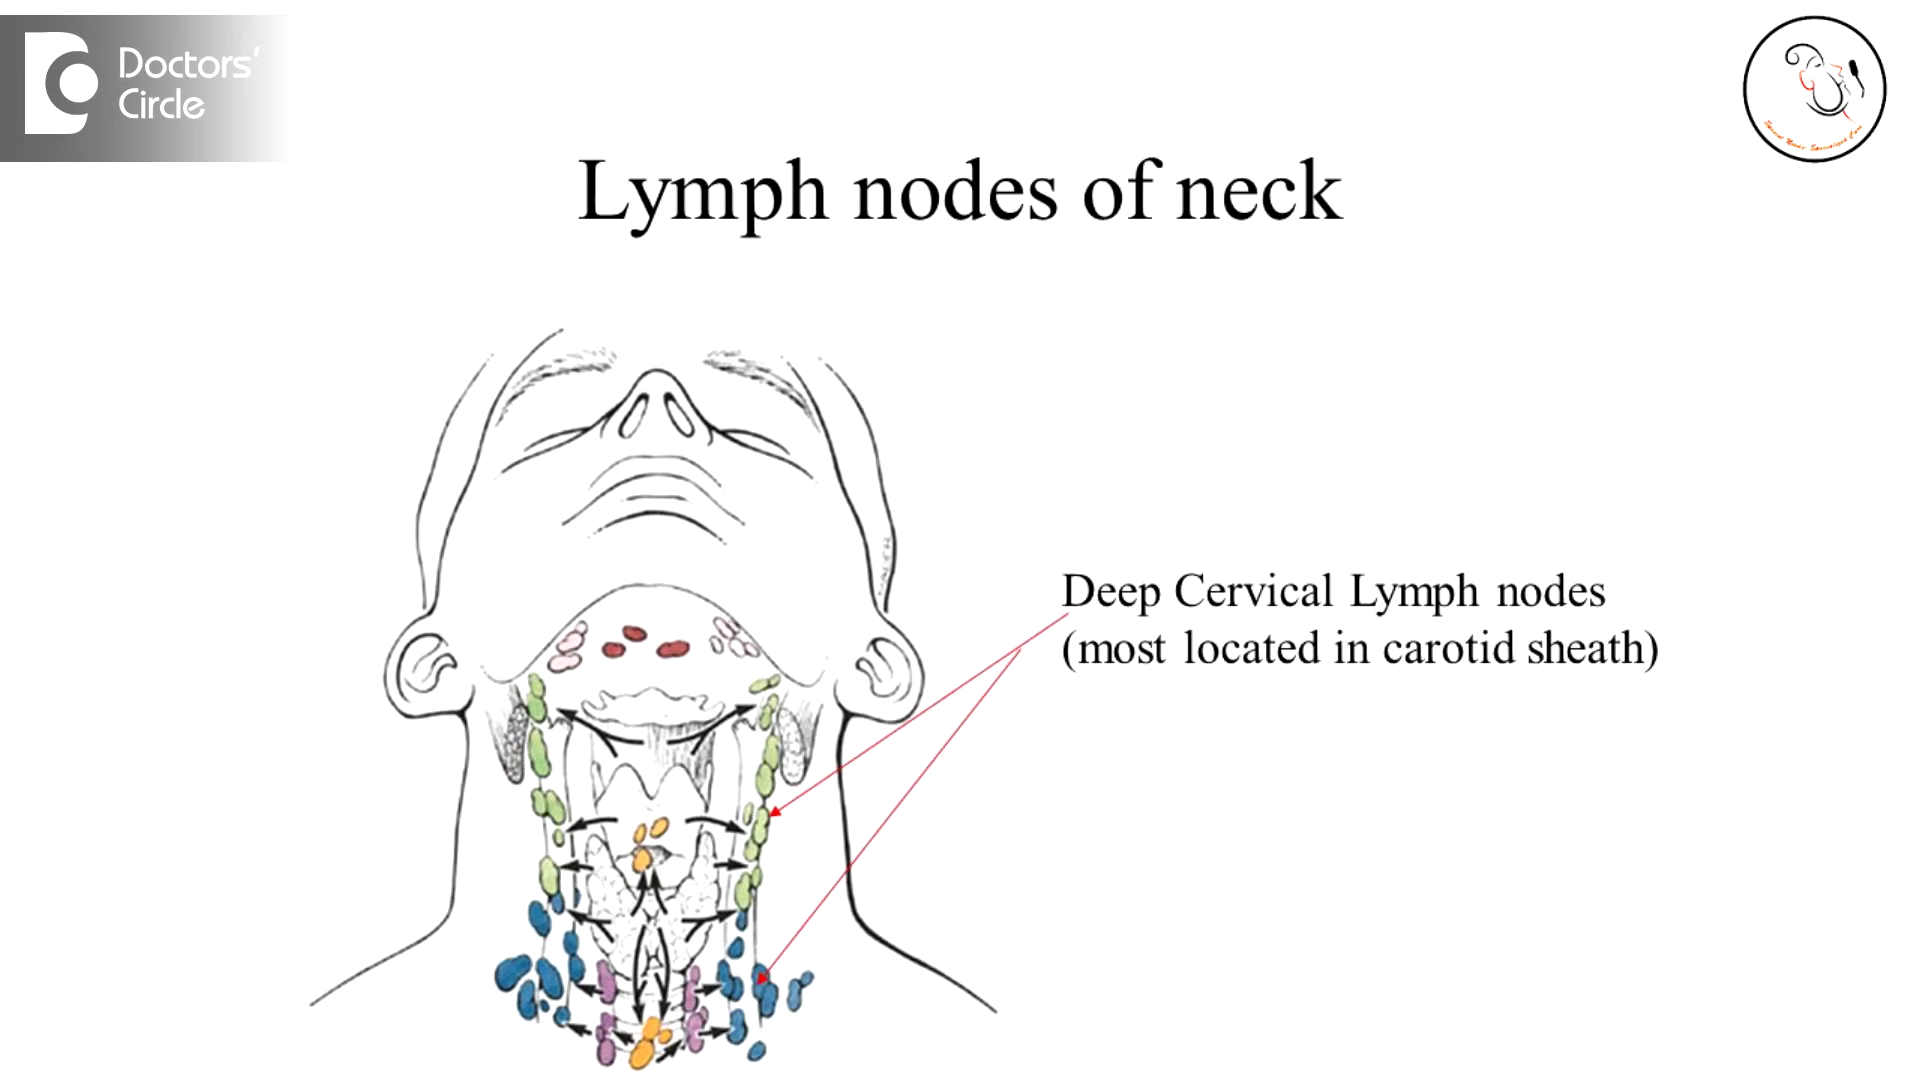 Doctors'
Circle
Lymph nodes of neck
Deep Cervical Lymph nodes
(most located in carotid sheath)